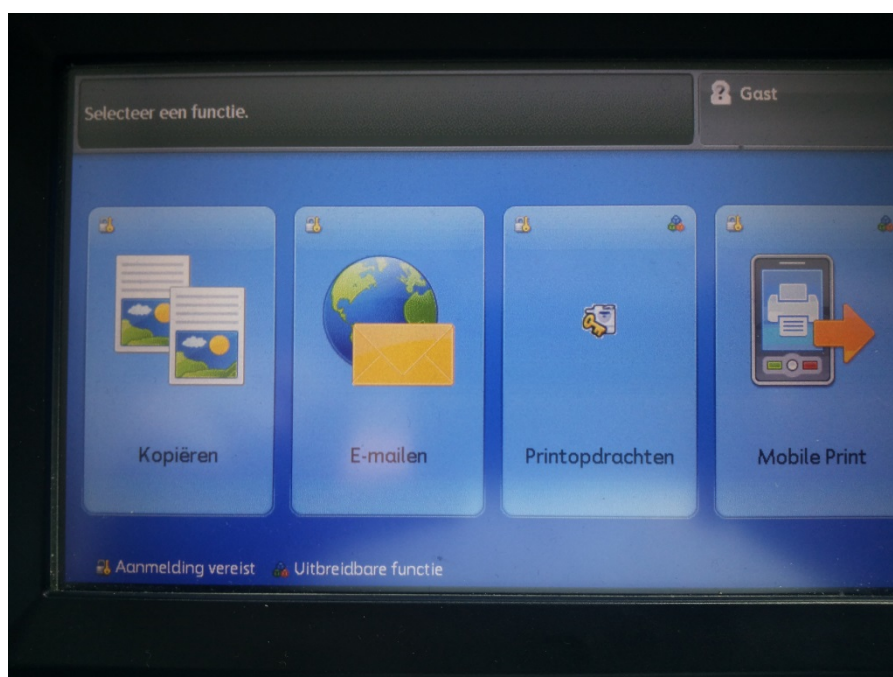 Selecteer een functie.
Gast
Kopiëren
E-mailen
Printopdrachten
Mobile Print
Aanmelding vereist
Uitbreidbare functie